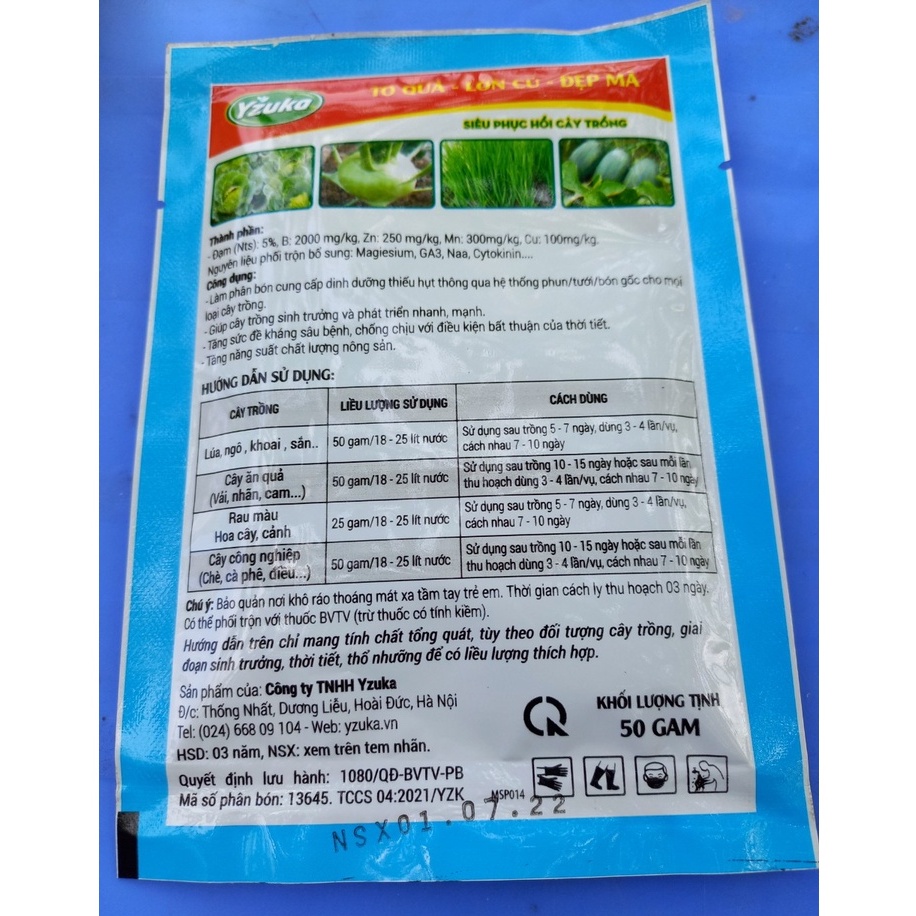 Yzuka
TO QUẢ - LỚN CỦ - ĐẸP MÃ
SIÊU PHỤC HỒI CÂY TRỒNG
Thành phần:
- Đạm (Nts): 5%, B: 2000 mg/kg, Zn: 250 mg/kg, Mn: 300mg/kg, Cu: 100mg/kg.
Nguyên liệu phối trộn bổ sung: Magiesium, GA3, Naa, Cytokinin....
Công dụng:
- Làm phân bón cung cấp dinh dưỡng thiếu hụt thông qua hệ thống phun/tưới/bón gốc cho mọi
loại cây trồng.
- Giúp cây trồng sinh trưởng và phát triển nhanh, mạnh.
- Tăng sức đề kháng sâu bệnh, chống chịu với điều kiện bất thuận của thời tiết.
- Tăng năng suất chất lượng nông sản.
HƯỚNG DẪN SỬ DỤNG:
CÂY TRỒNG LIỀU LƯỢNG SỬ DỤNG CÁCH DÙNG
Lúa, ngô , khoai , sắn.. 50 gam/18 - 25 lít nước Sử dụng sau trồng 5 - 7 ngày, dùng 3 - 4 lần/vụ,
cách nhau 7 - 10 ngày
Cây ăn quả
(Vải, nhãn, cam...) 50 gam/18 - 25 lít nước Sử dụng sau trồng 10 - 15 ngày hoặc sau mỗi lần
thu hoạch dùng 3 - 4 lần/vụ, cách nhau 7 - 10 ngày
Rau màu
Hoa cây, cảnh 25 gam/18 - 25 lít nước Sử dụng sau trồng 5 - 7 ngày, dùng 3 - 4 lần/vụ,
cách nhau 7 - 10 ngày
Cây công nghiệp
(Chè, cà phê, điều...) 50 gam/18 - 25 lít nước Sử dụng sau trồng 10 - 15 ngày hoặc sau mỗi lần
thu hoạch dùng 3 - 4 lần/vụ, cách nhau 7 - 10 ngày
Chú ý: Bảo quản nơi khô ráo thoáng mát xa tầm tay trẻ em. Thời gian cách ly thu hoạch 03 ngày.
Có thể phối trộn với thuốc BVTV (trừ thuốc có tính kiềm).
Hướng dẫn trên chỉ mang tính chất tổng quát, tùy theo đối tượng cây trồng, giai
đoạn sinh trưởng, thời tiết, thổ nhưỡng để có liều lượng thích hợp.
Sản phẩm của: Công ty TNHH Yzuka
Đ/c: Thống Nhất, Dương Liễu, Hoài Đức, Hà Nội
Tel: (024) 668 09 104 - Web: yzuka.vn
HSD: 03 năm, NSX: xem trên tem nhãn.
KHỐI LƯỢNG TỊNH
50 GAM
Quyết định lưu hành: 1080/QĐ-BVTV-PB
Mã số phân bón: 13645. TCCS 04:2021/YZK
MSP014
NSX01.07.22